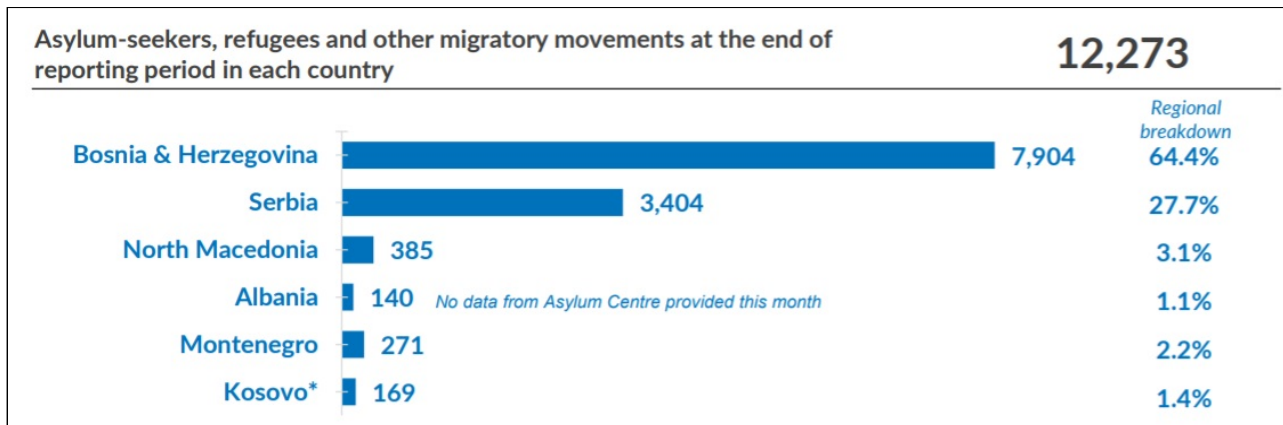 Asylum-seekers, refugees and other migratory movements at the end of
reporting period in each country
12,273
Regional
breakdown
Bosnia & Herzegovina 7,904 64.4%
Serbia 3,404 27.7%
North Macedonia 385 3.1%
Albania 140 No data from Asylum Centre provided this month 1.1%
Montenegro 271 2.2%
Kosovo* 169 1.4%